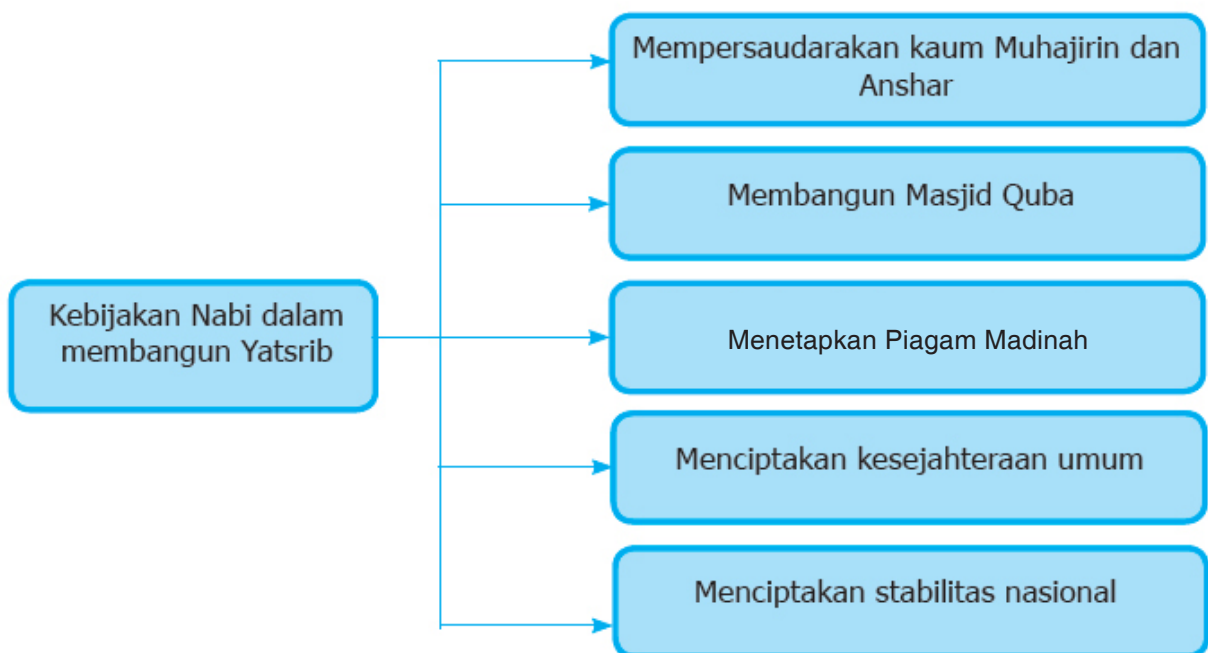 Mempersaudarakan kaum Muhajirin dan
Anshar
Membangun Masjid Quba
Kebijakan Nabi dalam
membangun Yatsrib
Menetapkan Piagam Madinah
Menciptakan kesejahteraan umum
Menciptakan stabilitas nasional